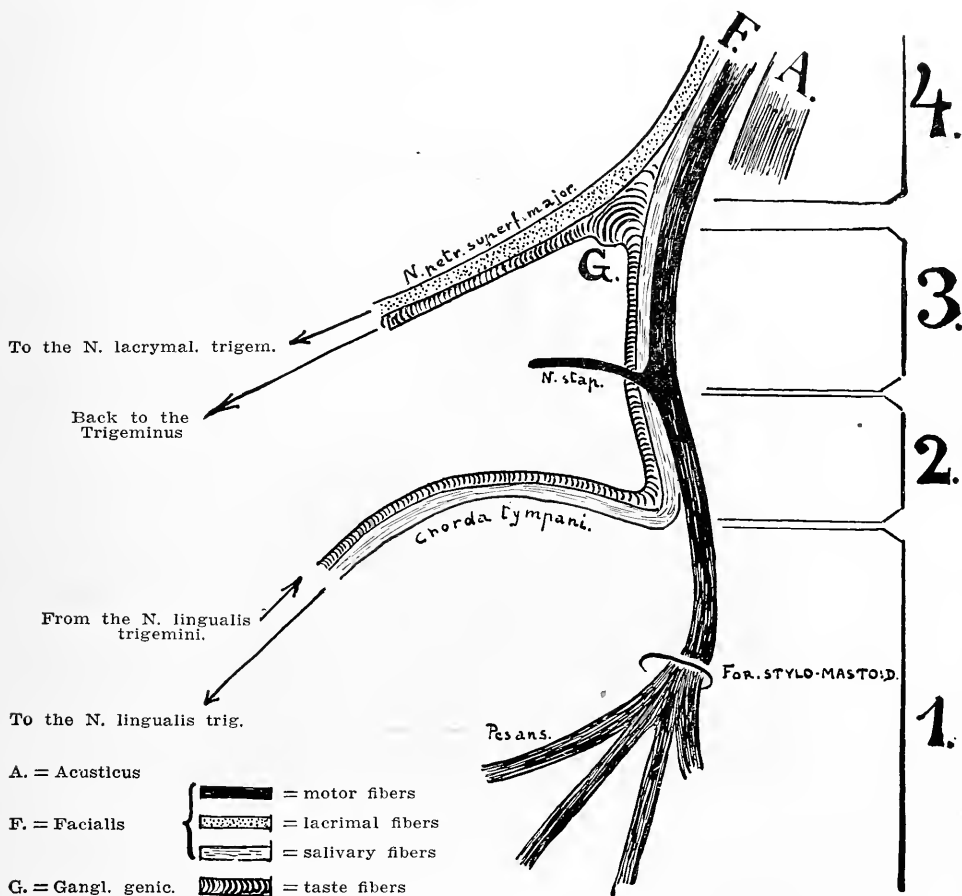 F.
A.
4.
N. petr. superf. major.
G.
3.
To the N. lacrymal. trigem.
N. stap.
Back to the
Trigeminus
2.
Chorda tympani.
From the N. lingualis
trigemini.
FOR. STYLO-MASTOID.
To the N. lingualis trig.
Pes ans.
1.
A. = Acusticus
= motor fibers
F. = Facialis
= lacrimal fibers
= salivary fibers
G. = Gangl. genic.
= taste fibers